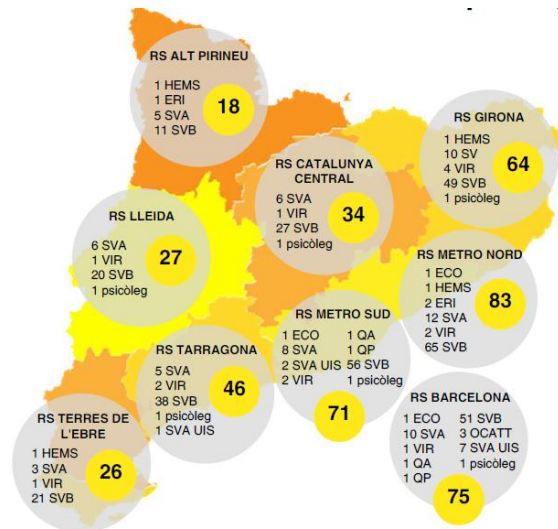 RS ALT PIRINEU
1 HEMS
1 ERI
5 SVA
11 SVB
18
RS GIRONA
1 HEMS
10 SV
4 VIR
49 SVB
1 psicòleg
64
RS CATALUNYA
CENTRAL
6 SVA
1 VIR
27 SVB
1 psicòleg
34
RS LLEIDA
6 SVA
1 VIR
20 SVB
1 psicòleg
27
RS METRO NORD
1 ECO
1 HEMS
2 ERI
12 SVA
2 VIR
65 SVB
83
RS METRO SUD
1 ECO 1 QA
8 SVA 1 QP
2 SVA UIS 56 SVB
2 VIR 1 psicòleg
71
RS TARRAGONA
5 SVA
2 VIR
38 SVB
1 psicòleg
1 SVA UIS
46
RS TERRES DE
L'EBRE
1 HEMS
3 SVA
1 VIR
21 SVB
26
RS BARCELONA
1 ECO 51 SVB
10 SVA 3 OCATT
1 VIR 7 SVA UIS
1 QA 1 psicòleg
1 QP
75